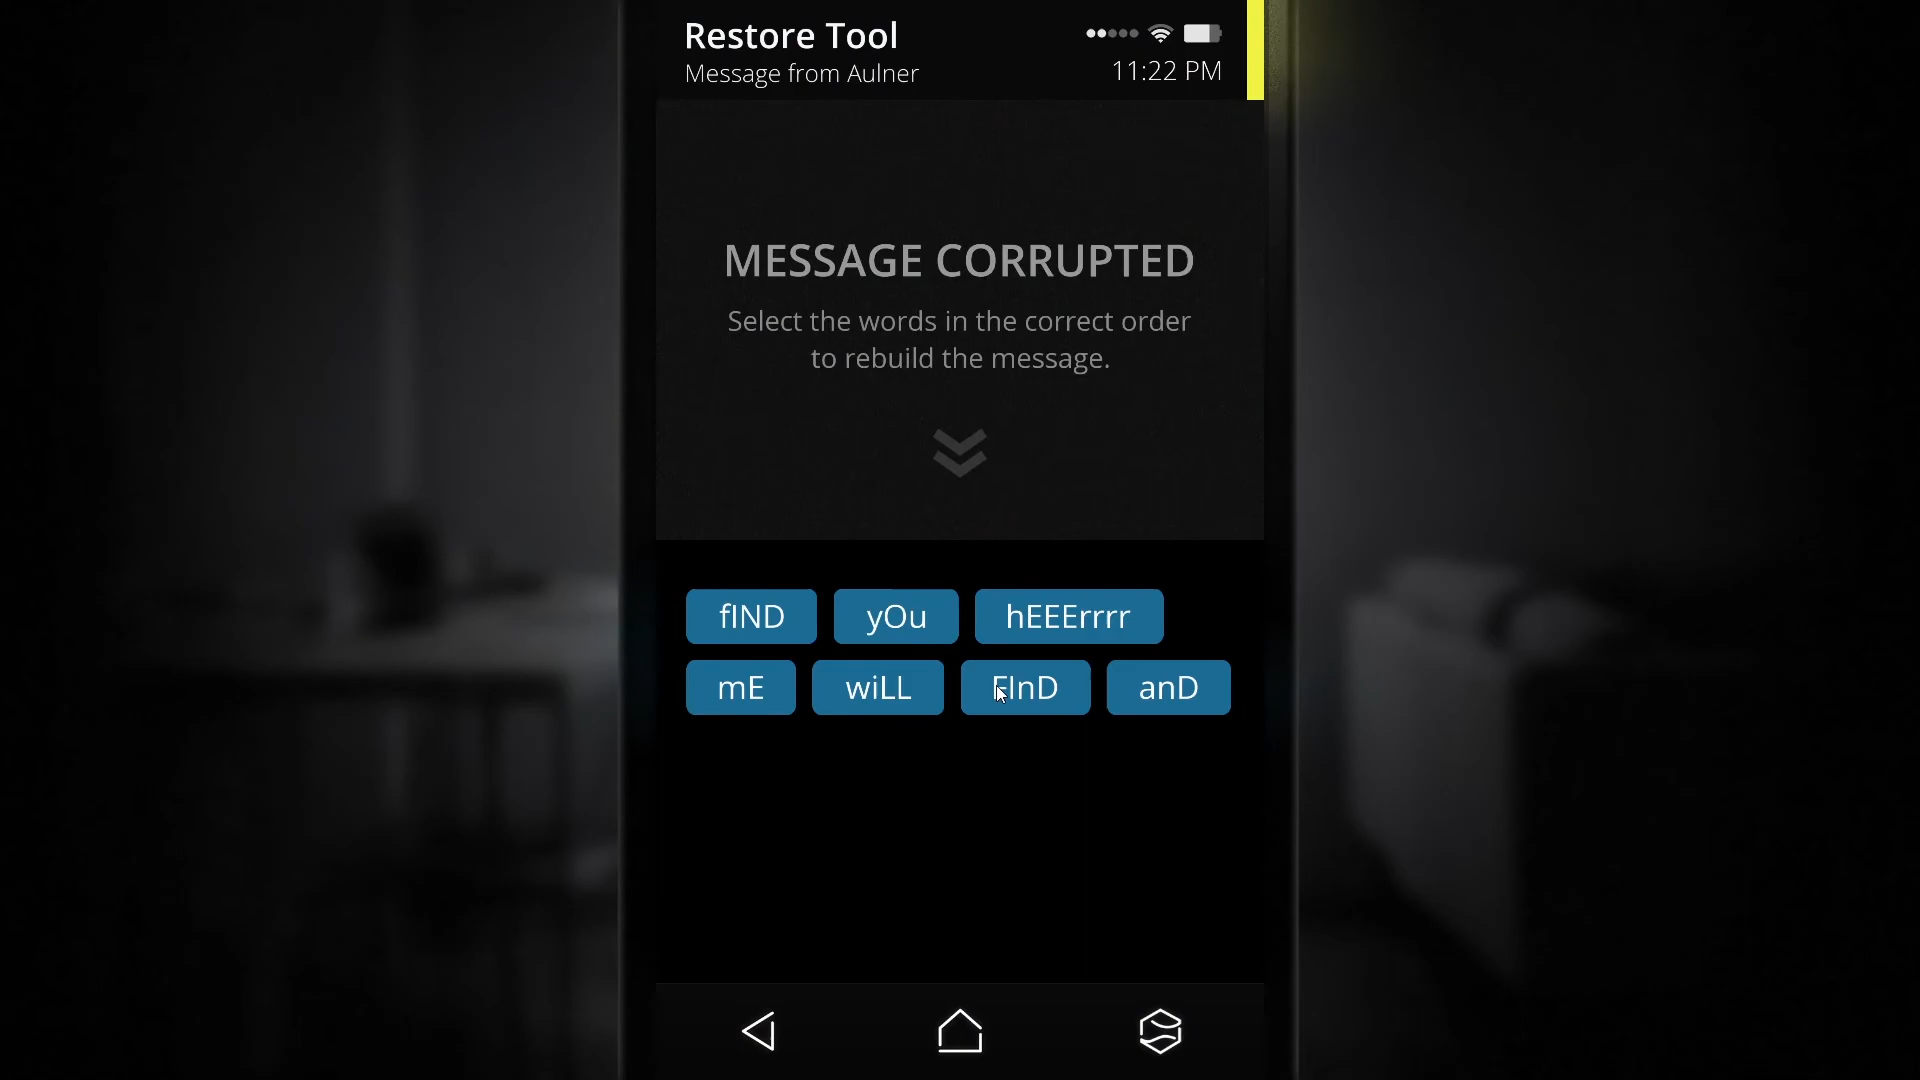 Restore Tool
Message from Aulner
11:22 PM
MESSAGE CORRUPTED
Select the words in the correct order
to rebuild the message.
fIND yOu hEEErrrr
mE wiLL FInD anD